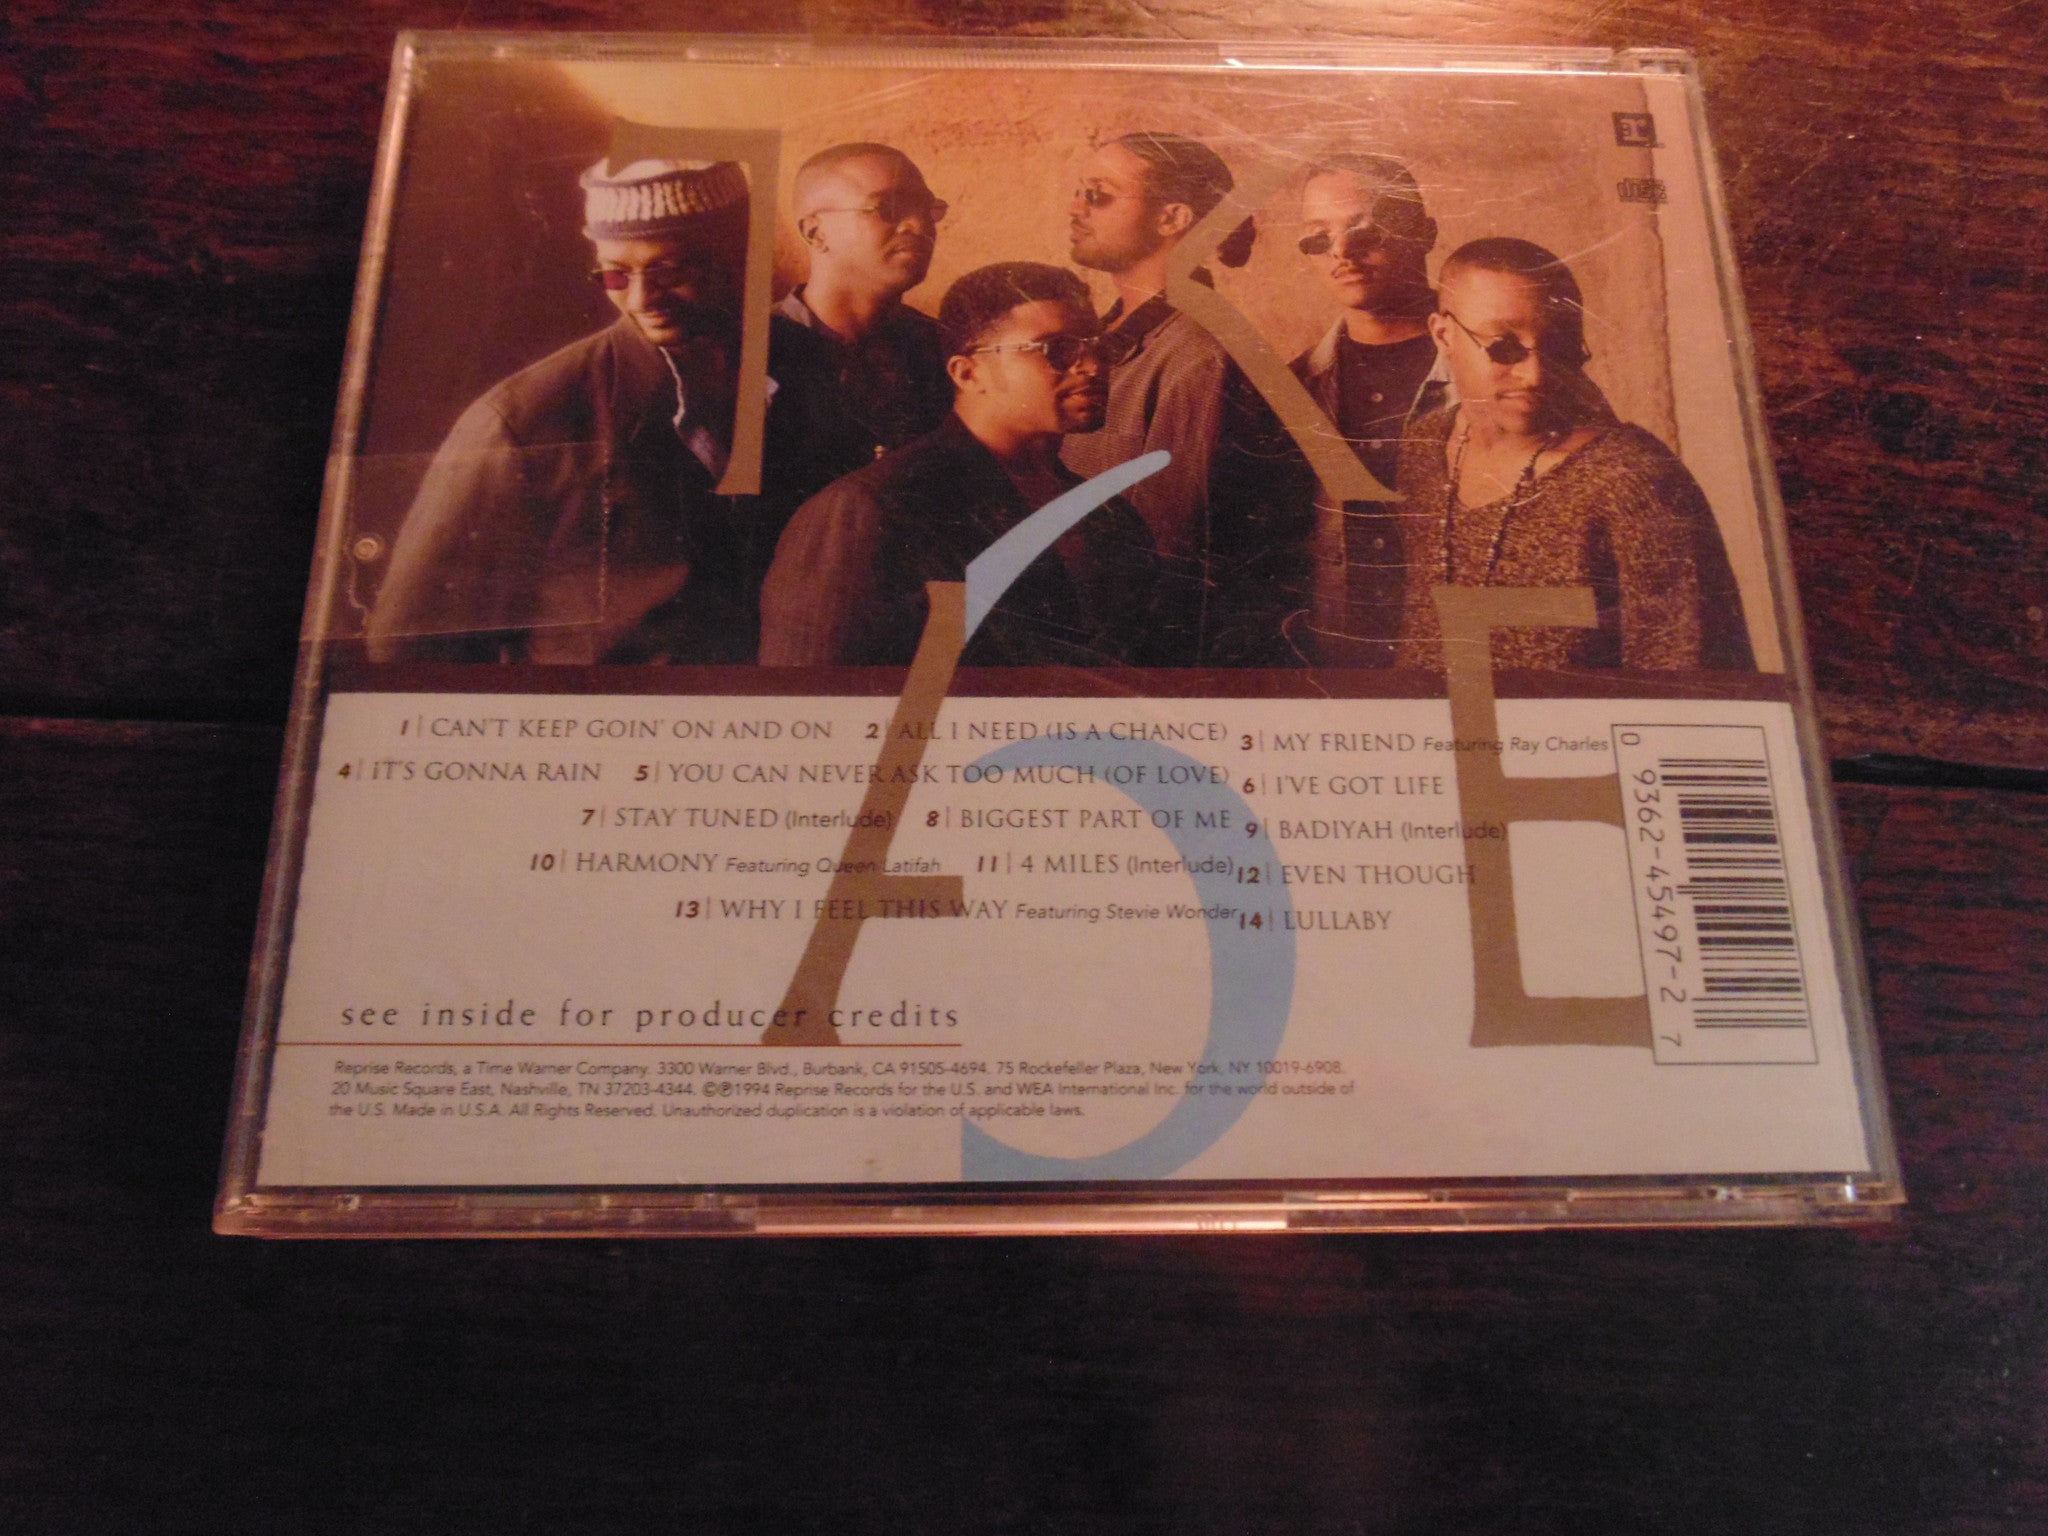 disc
1 | CAN'T KEEP GOIN' ON AND ON 2 | ALL I NEED (IS A CHANCE) 3 | MY FRIEND Featuring Ray Charles
4 | IT'S GONNA RAIN 5 | YOU CAN NEVER ASK TOO MUCH (OF LOVE) 6 | I'VE GOT LIFE
7 | STAY TUNED (Interlude) 8 | BIGGEST PART OF ME 9 | BADIYAH (Interlude)
10 | HARMONY Featuring Queen Latifah 11 | 4 MILES (Interlude) 12 | EVEN THOUGH
13 | WHY I FEEL THIS WAY Featuring Stevie Wonder 14 | LULLABY
0 9362-45497-2 7
see inside for producer credits
Reprise Records, a Time Warner Company. 3300 Warner Blvd., Burbank, CA 91505-4694. 75 Rockefeller Plaza, New York, NY 10019-6908.
20 Music Square East, Nashville, TN 37203-4344. ©℗1994 Reprise Records for the U.S. and WEA International Inc. for the world outside of
the U.S. Made in U.S.A. All Rights Reserved. Unauthorized duplication is a violation of applicable laws.